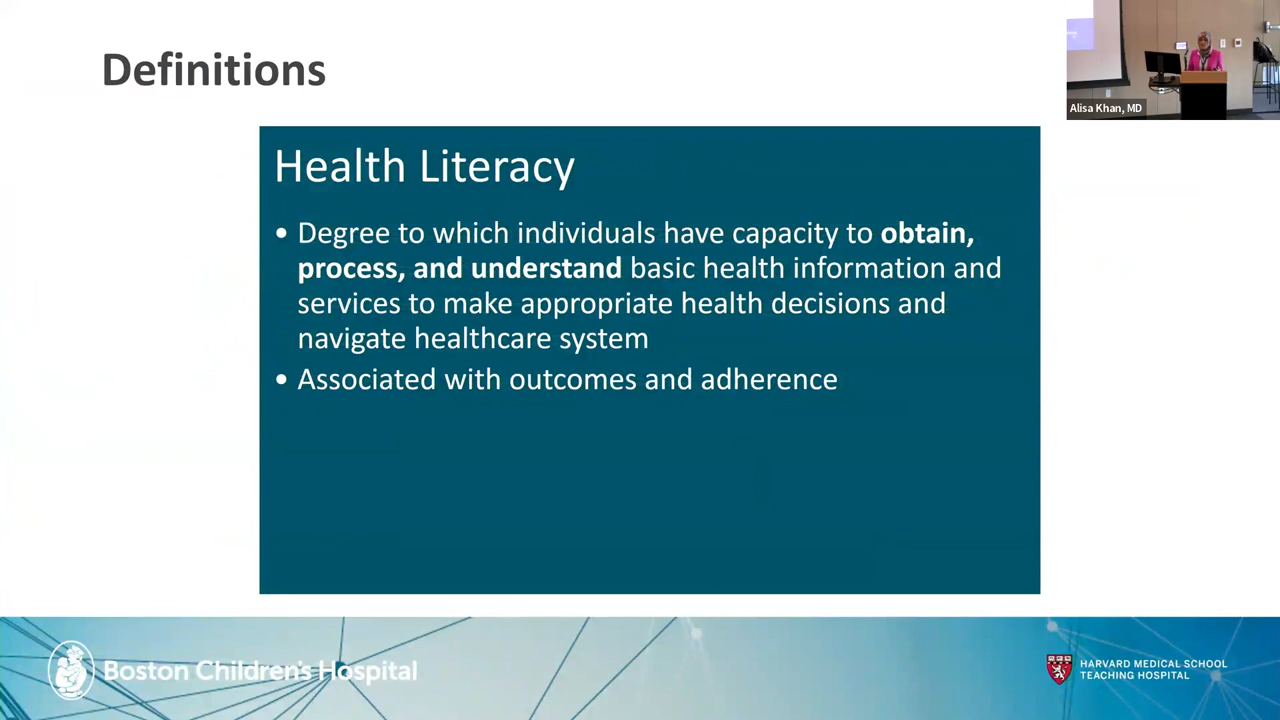 Definitions
Alisa Khan, MD
Health Literacy
• Degree to which individuals have capacity to obtain,
process, and understand basic health information and
services to make appropriate health decisions and
navigate healthcare system
• Associated with outcomes and adherence
Boston Children's Hospital
HARVARD MEDICAL SCHOOL
TEACHING HOSPITAL